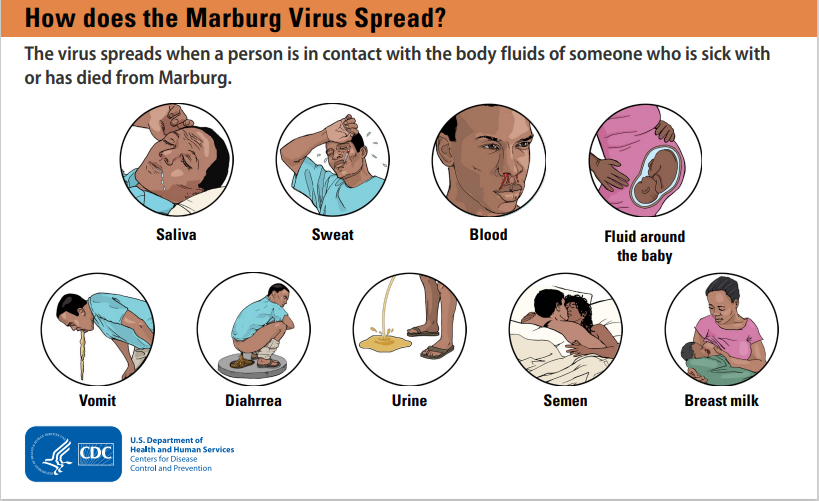 How does the Marburg Virus Spread?
The virus spreads when a person is in contact with the body fluids of someone who is sick with
or has died from Marburg.
Saliva
Sweat
Blood
Fluid around
the baby
Vomit
Diahrrea
Urine
Semen
Breast milk
CDC
U.S. Department of
Health and Human Services
Centers for Disease
Control and Prevention